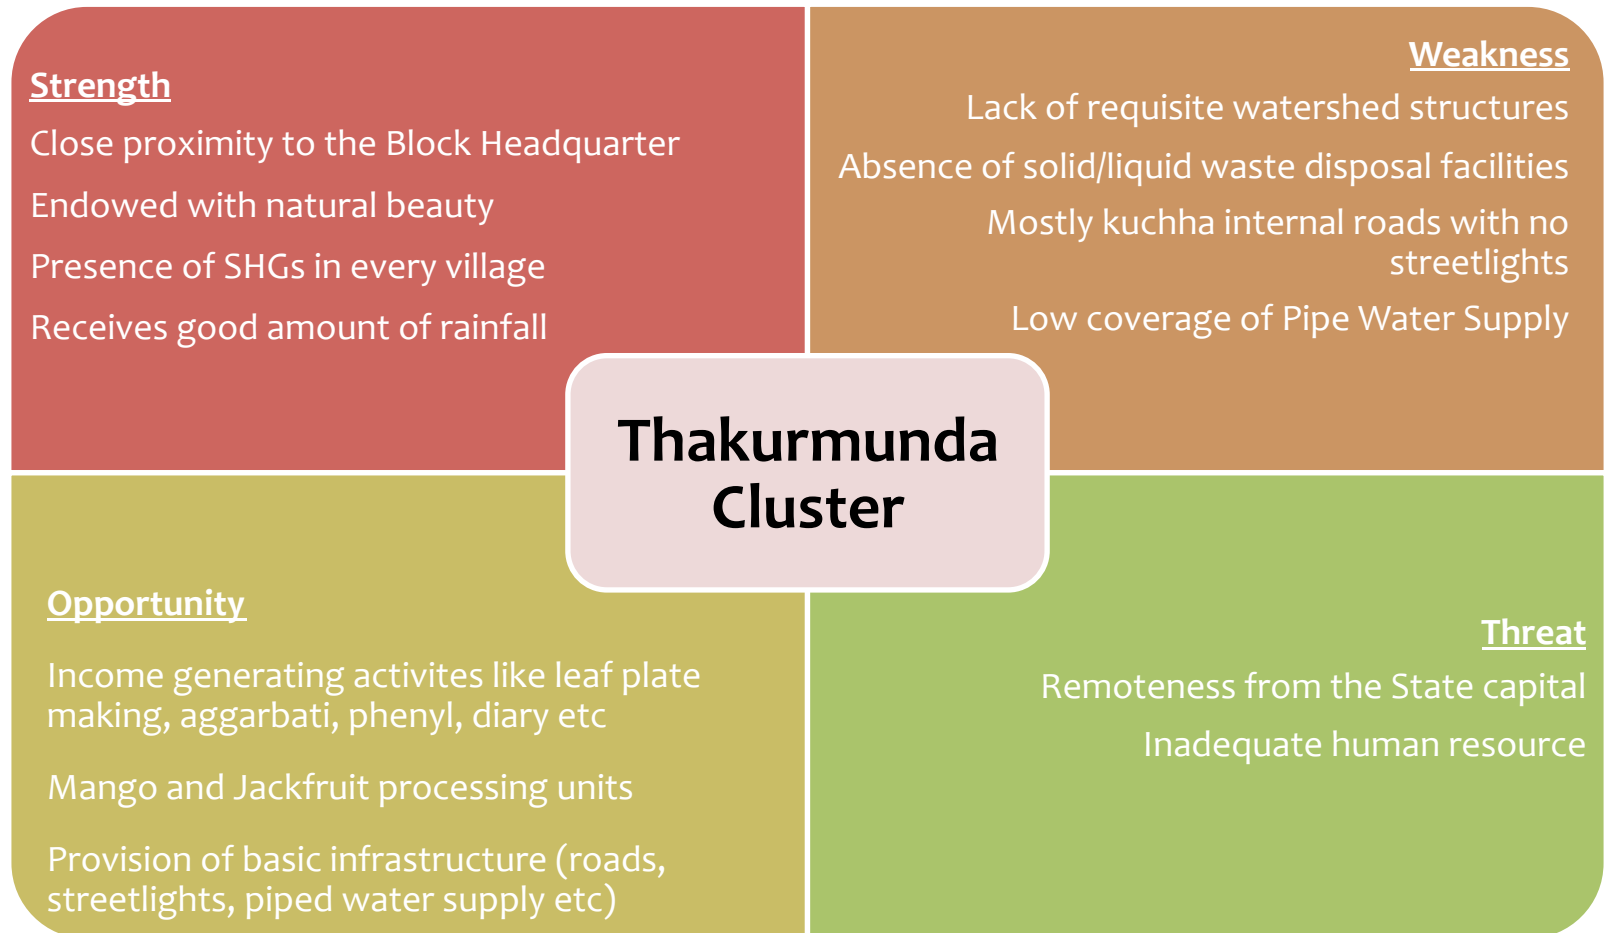 Strength
Close proximity to the Block Headquarter
Endowed with natural beauty
Presence of SHGs in every village
Receives good amount of rainfall
Weakness
Lack of requisite watershed structures
Absence of solid/liquid waste disposal facilities
Mostly kuchha internal roads with no
streetlights
Low coverage of Pipe Water Supply
Thakurmunda
Cluster
Opportunity
Income generating activites like leaf plate
making, aggarbati, phenyl, diary etc
Mango and Jackfruit processing units
Provision of basic infrastructure (roads,
streetlights, piped water supply etc)
Threat
Remoteness from the State capital
Inadequate human resource